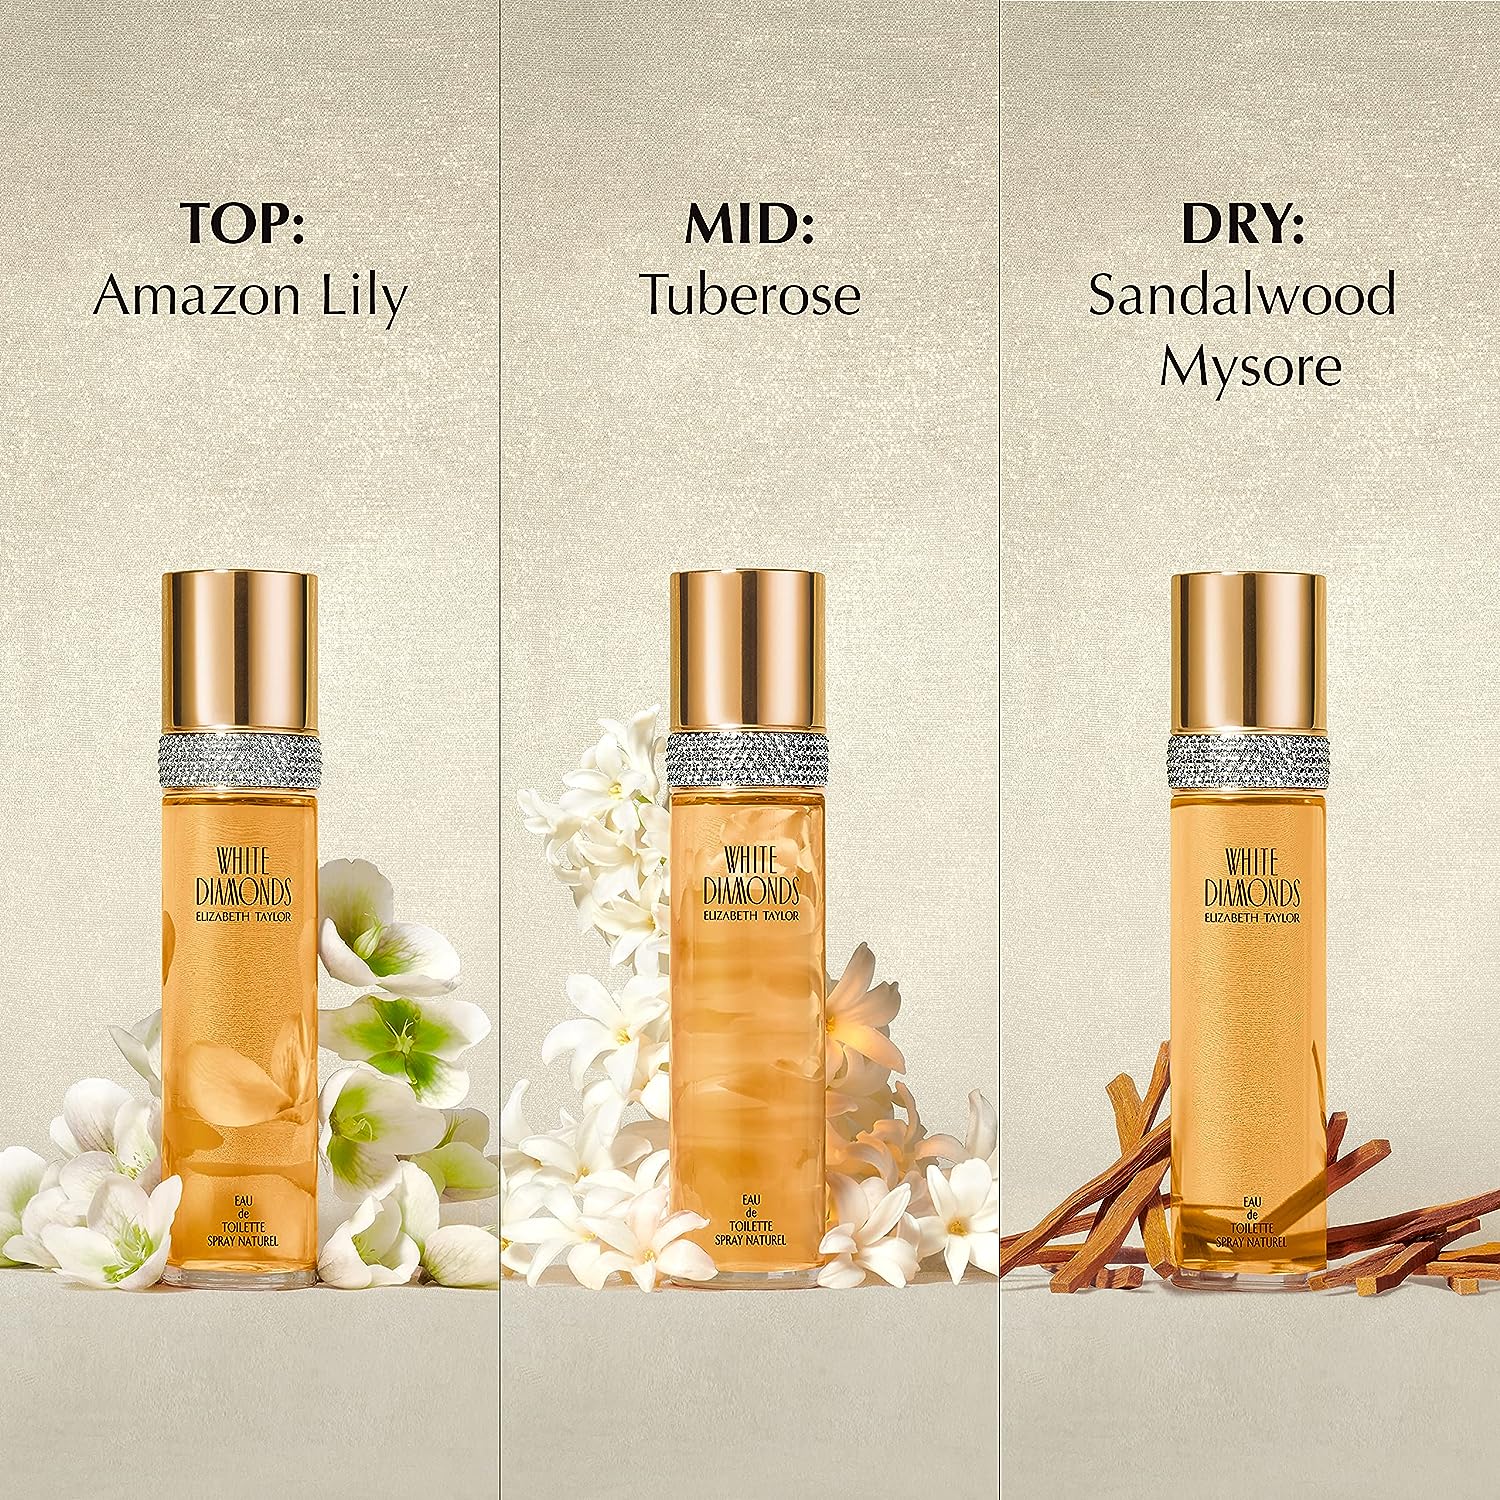 TOP:
Amazon Lily
MID:
Tuberose
DRY:
Sandalwood
Mysore
WHITE
DIAMONDS
ELIZABETH TAYLOR
EAU
de
TOILETTE
SPRAY NATUREL
WHITE
DIAMONDS
ELIZABETH TAYLOR
EAU
de
TOILETTE
SPRAY NATUREL
WHITE
DIAMONDS
ELIZABETH TAYLOR
EAU
de
TOILETTE
SPRAY NATUREL